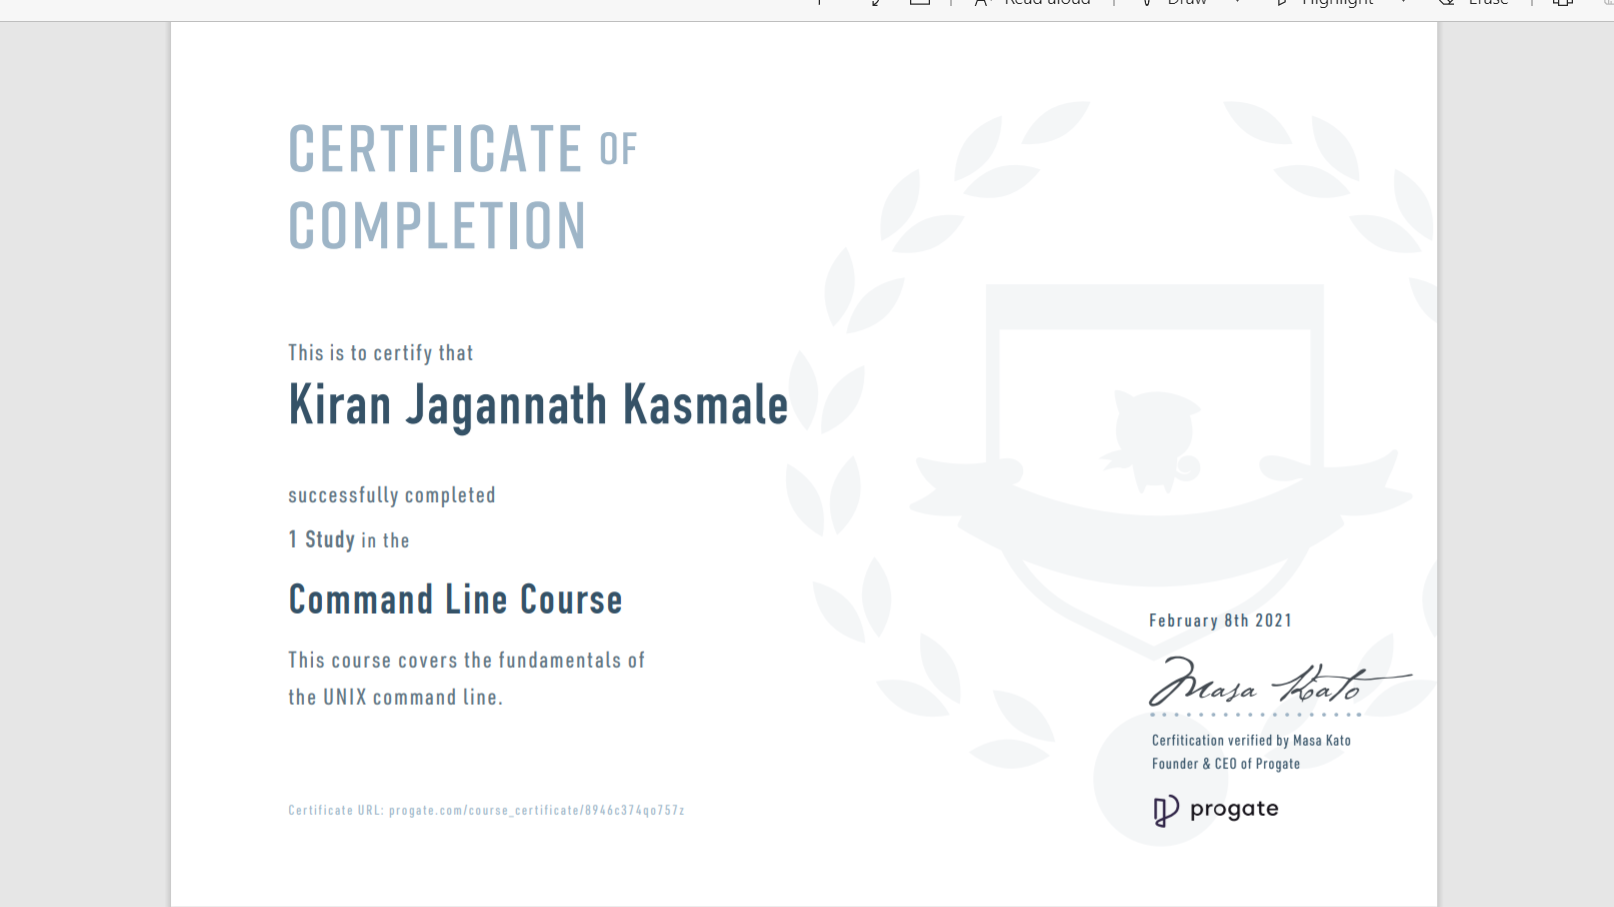 Read aloud
Draw
Highlight
Erase
CERTIFICATE OF
COMPLETION
This is to certify that
Kiran Jagannath Kasmale
successfully completed
1 Study in the
Command Line Course
This course covers the fundamentals of
the UNIX command line.
February 8th 2021
Masa Kato
Cerfitication verified by Masa Kato
Founder & CEO of Progate
progate
Certificate URL: progate.com/course_certificate/8946c374qo757z